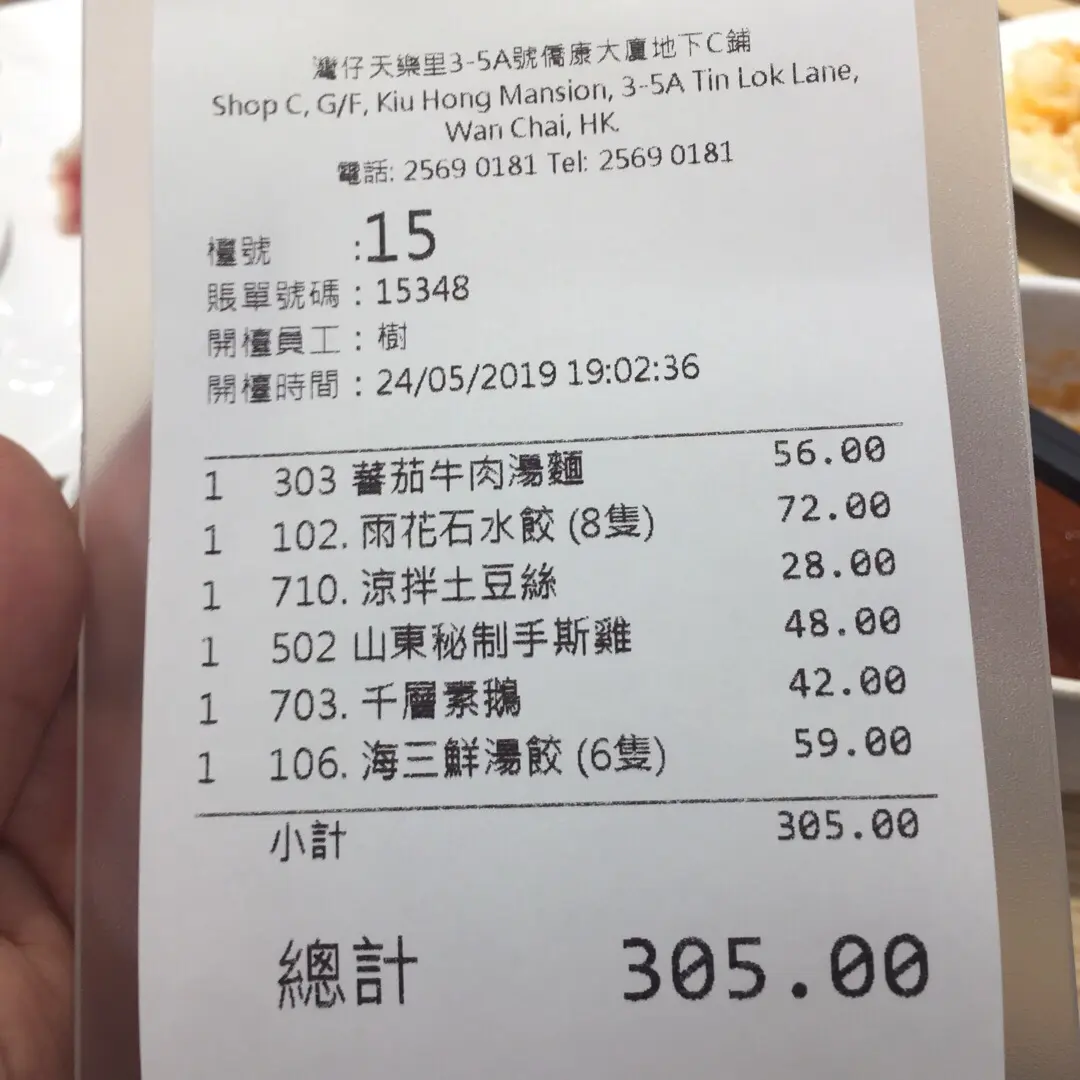 灣仔天樂里3-5A號僑康大廈地下C鋪
Shop C, G/F, Kiu Hong Mansion, 3-5A Tin Lok Lane,
Wan Chai, HK.
電話: 2569 0181 Tel: 2569 0181
檯號 :15
賬單號碼：15348
開檯員工：樹
開檯時間：24/05/2019 19:02:36
1 303 蕃茄牛肉湯麵 56.00
1 102. 雨花石水餃 (8隻) 72.00
1 710. 涼拌土豆絲 28.00
1 502 山東秘制手斯雞 48.00
1 703. 千層素鵝 42.00
1 106. 海三鮮湯餃 (6隻) 59.00
小計 305.00
總計 305.00